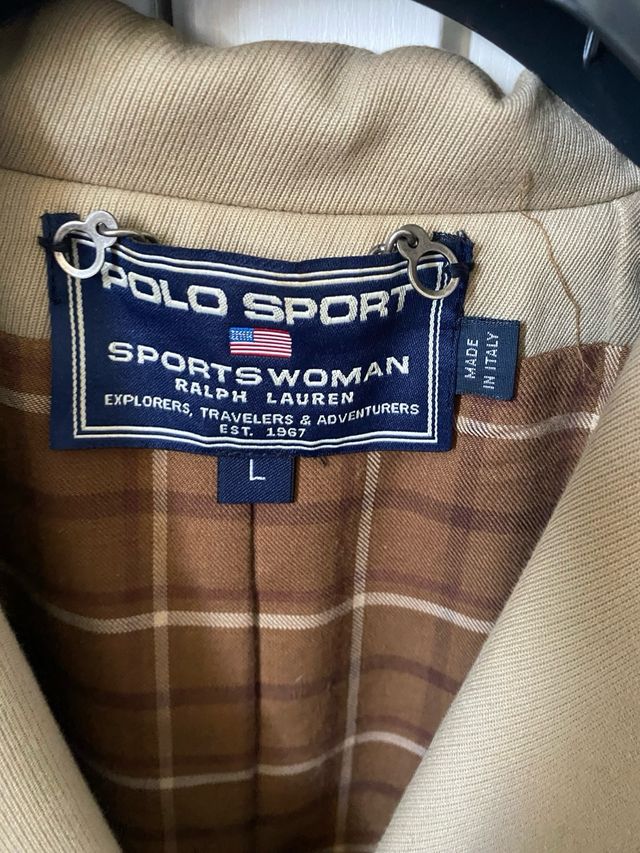 POLO SPORT
SPORTSWOMAN
RALPH LAUREN
EXPLORERS, TRAVELERS & ADVENTURERS
EST. 1967
MADE
IN ITALY
L